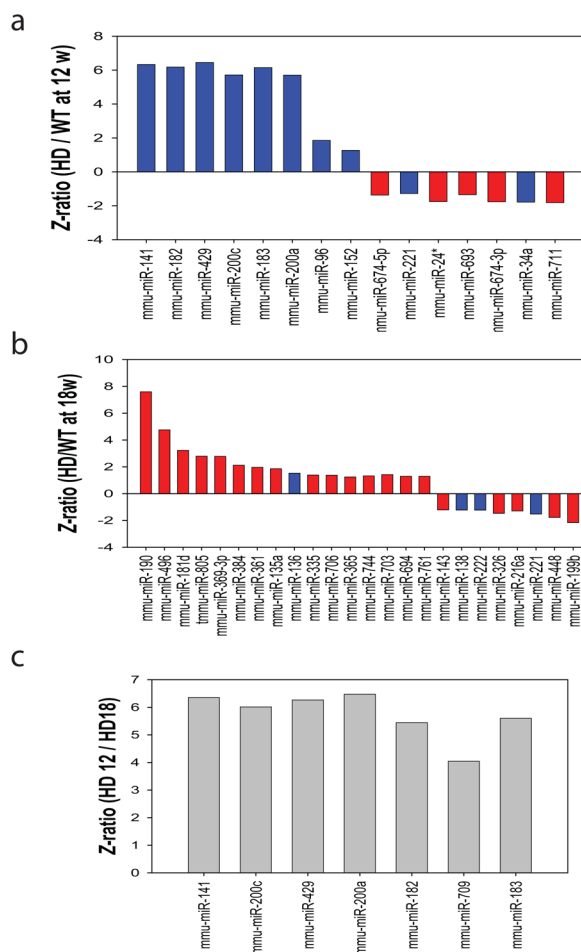 a
Z-ratio (HD / WT at 12 w)
8
6
4
2
0
-2
-4
mmu-miR-141
mmu-miR-182
mmu-miR-429
mmu-miR-200c
mmu-miR-183
mmu-miR-200a
mmu-miR-96
mmu-miR-152
nmu-miR-674-5p
mmu-miR-221
mmu-miR-24*
mmu-miR-693
nmu-miR-674-3p
mmu-miR-34a
mmu-miR-711
b
Z-ratio (HD/WT at 18w)
10
8
6
4
2
0
-2
-4
mmu-miR-190
mmu-miR-496
mmu-miR-181d
tmmu-miR-805
mmu-miR-369-3p
mmu-miR-384
mmu-miR-361
mmu-miR-135a
mmu-miR-136
mmu-miR-335
mmu-miR-706
mmu-miR-365
mmu-miR-744
mmu-miR-703
mmu-miR-694
mmu-miR-761
mmu-miR-143
mmu-miR-138
mmu-miR-222
mmu-miR-326
mmu-miR-216a
mmu-miR-221
mmu-miR-448
mmu-miR-199b
c
Z-ratio (HD 12 / HD18)
7
6
5
4
3
2
1
0
mmu-miR-141
mmu-miR-200c
mmu-miR-429
mmu-miR-200a
mmu-miR-182
mmu-miR-709
mmu-miR-183